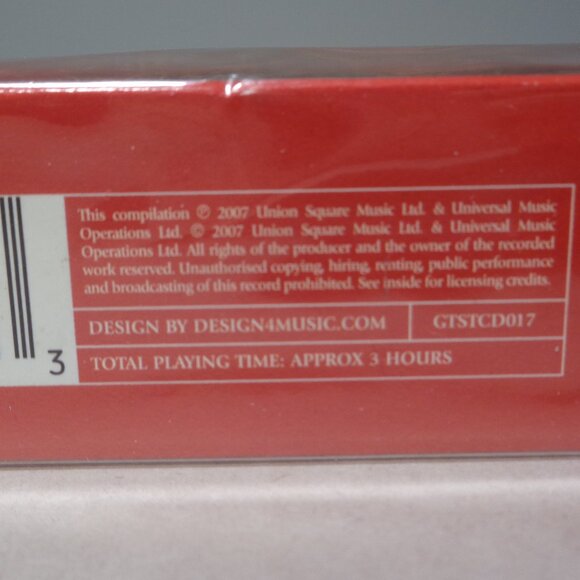 This compilation ℗ 2007 Union Square Music Ltd. & Universal Music
Operations Ltd. © 2007 Union Square Music Ltd. & Universal Music
Operations Ltd. All rights of the producer and the owner of the recorded
work reserved. Unauthorised copying, hiring, renting, public performance
and broadcasting of this record prohibited. See inside for licensing credits.
DESIGN BY DESIGN4MUSIC.COM GTSTCD017
3 TOTAL PLAYING TIME: APPROX 3 HOURS